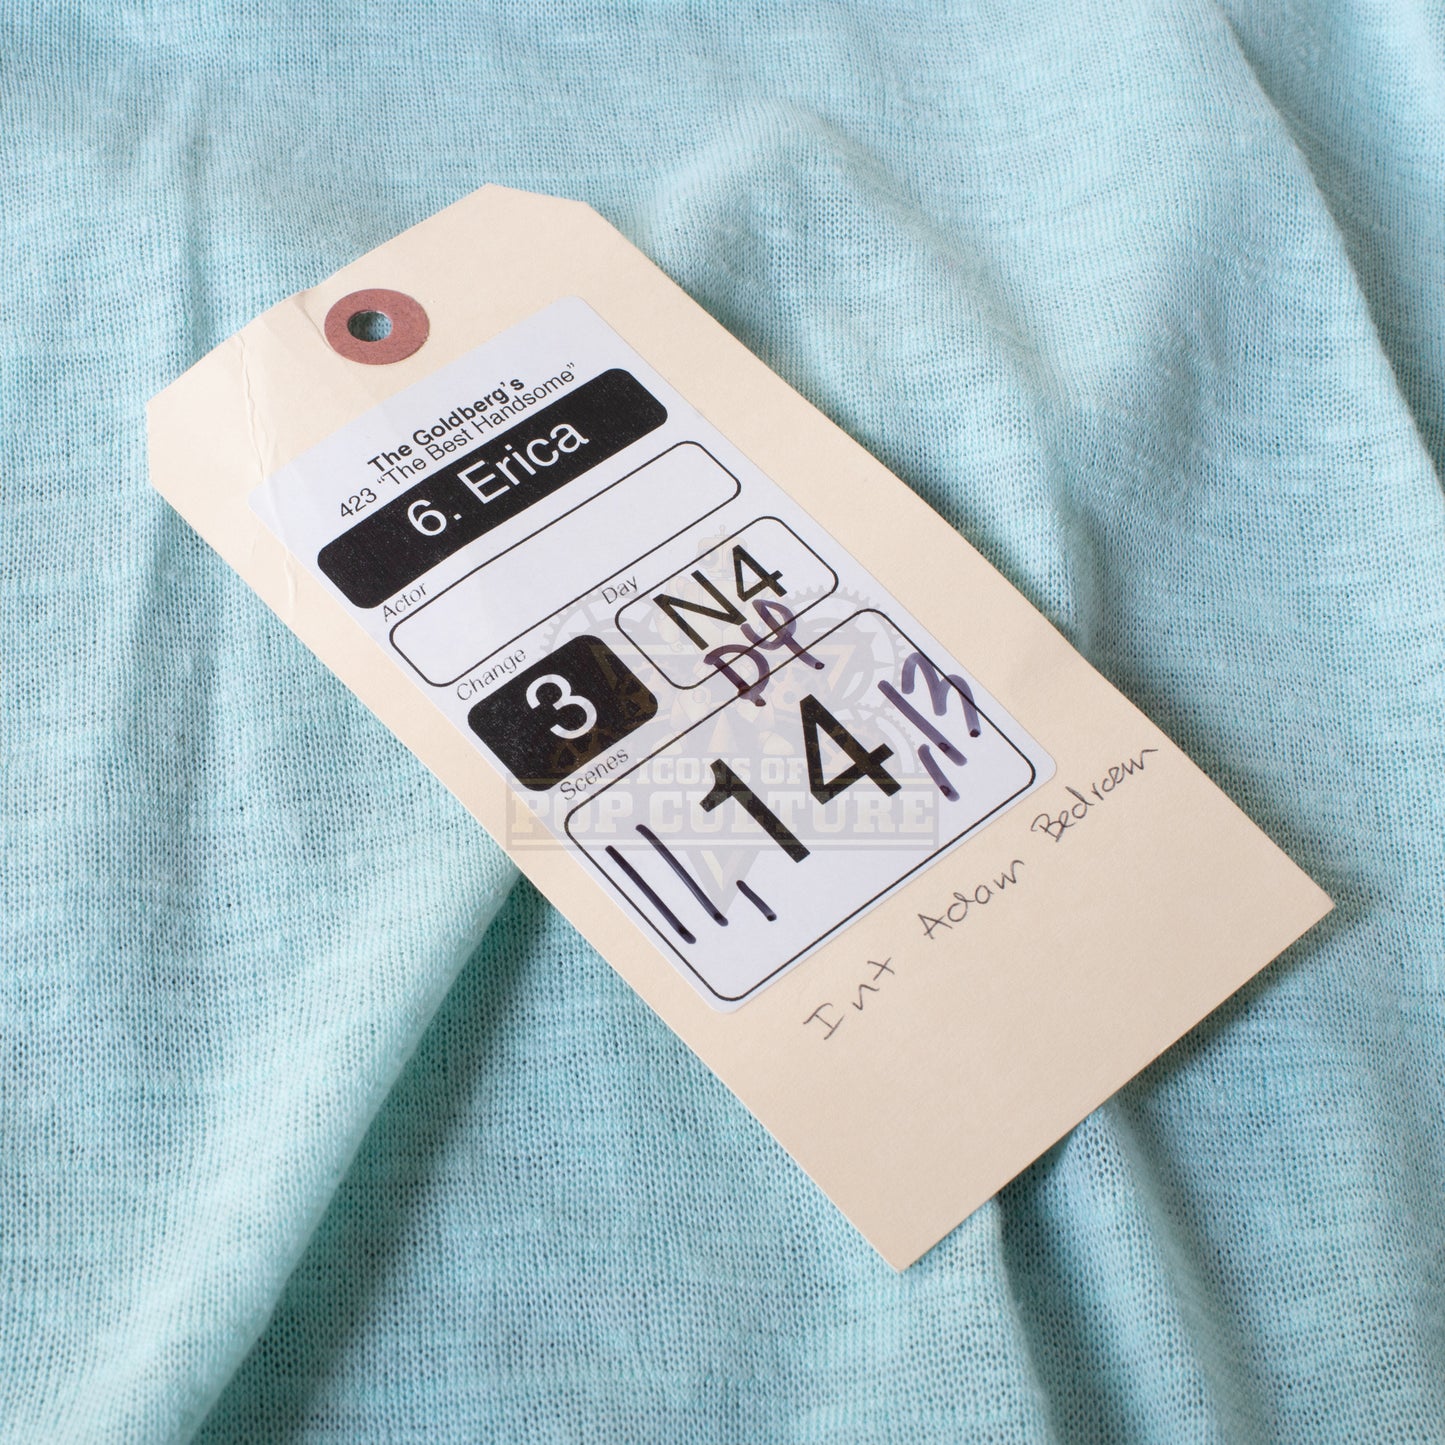 The Goldberg's
423 "The Best Handsome"
6. Erica
Actor
Change Day
3 N4
D4
Scenes
11, 14, 13
Int Adam Bedroom
ICONS OF
POP CULTURE